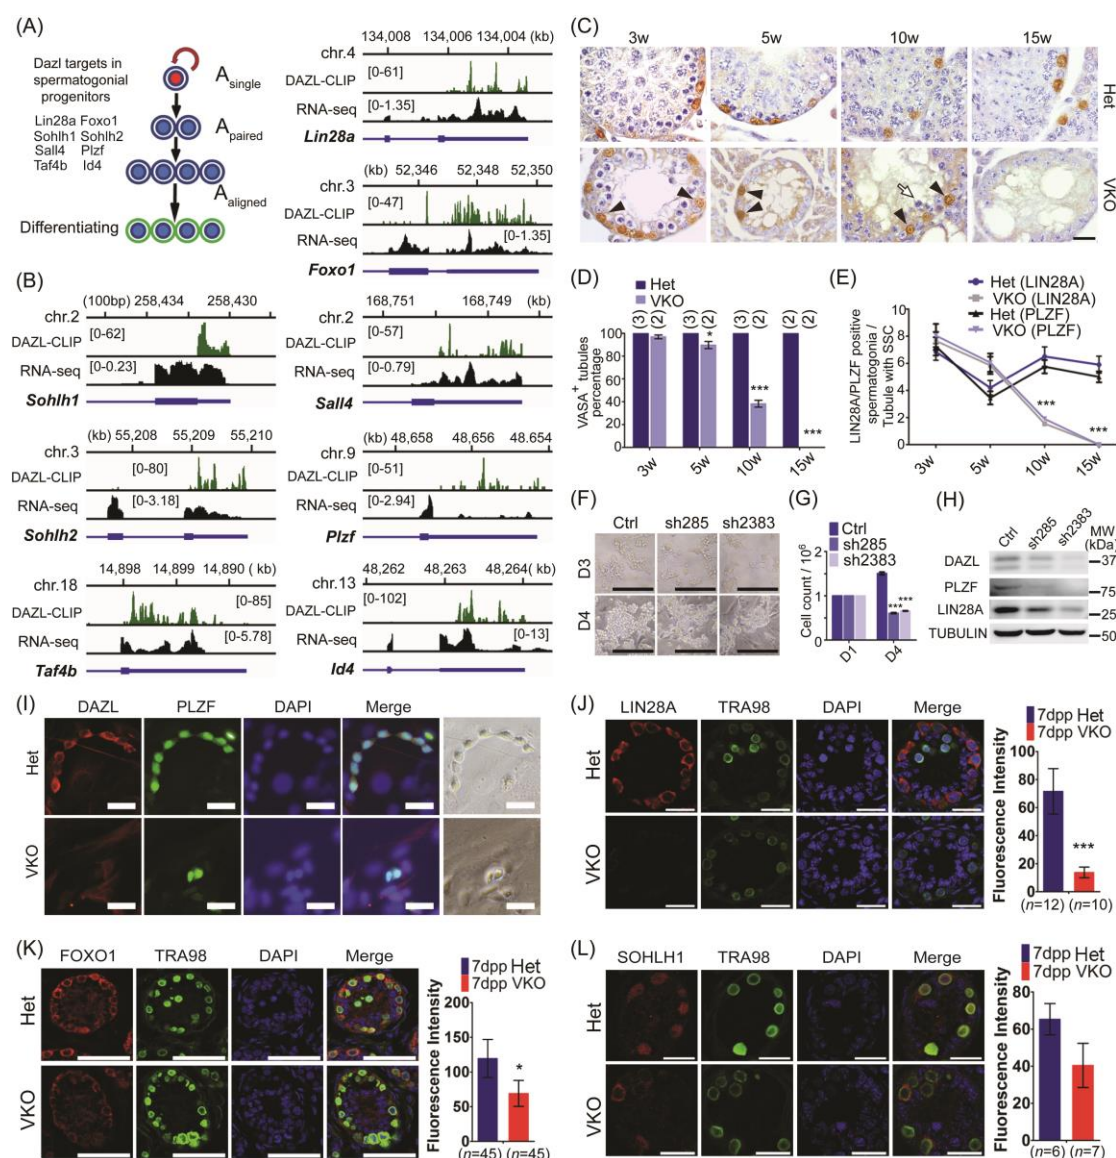 (A)
Dazl targets in
spermatogonial
progenitors
Lin28a Foxo1
Sohlh1 Sohlh2
Sall4 Plzf
Taf4b Id4
Differentiating
Asingle
Apaired
Aaligned
134,008 134,006 134,004 (kb)
chr.4
DAZL-CLIP [0-61]
RNA-seq [0-1.35]
Lin28a
52,346 52,348 52,350
chr.3
DAZL-CLIP [0-47]
RNA-seq [0-1.35]
Foxo1
(B)
(100bp) 258,434 258,430
chr.2
DAZL-CLIP [0-62]
RNA-seq [0-0.23]
Sohlh1
168,751 168,749 (kb)
chr.2
DAZL-CLIP [0-57]
RNA-seq [0-0.79]
Sall4
(kb) 55,208 55,209 55,210
chr.3
DAZL-CLIP [0-80]
RNA-seq [0-3.18]
Sohlh2
(kb) 48,658 48,656 48,654
chr.9
DAZL-CLIP [0-51]
RNA-seq [0-2.94]
Plzf
14,898 14,899 14,890 ( kb)
chr.18
DAZL-CLIP [0-85]
RNA-seq [0-5.78]
Taf4b
48,262 48,263 48,264( kb)
chr.13
DAZL-CLIP [0-102]
RNA-seq [0-13]
Id4
(C)
3w 5w 10w 15w
Het
VKO
(D)
Het
VKO
(3) (2) (3) (2) (3) (2) (3) (2)
* *** ***
VASA+ tubules
percentage
100
80
60
40
20
0
3w 5w 10w 15w
(E)
Het (LIN28A)
VKO (LIN28A)
Het (PLZF)
VKO (PLZF)
LIN28A/PLZF positive
spermatogonia /
Tubule with SSC
10
8
6
4
2
0
*** ***
3w 5w 10w 15w
(F)
Ctrl sh285 sh2383
D3
D4
(G)
Ctrl
sh285
sh2383
Cell count / 10⁶
2
1
0
*** ***
D1 D4
(H)
Ctrl sh285 sh2383 MW
(kDa)
DAZL 37
PLZF 75
LIN28A 25
TUBULIN 50
(I)
DAZL PLZF DAPI Merge
Het
VKO
(J)
LIN28A TRA98 DAPI Merge
Het
VKO
7dpp Het
7dpp VKO
Fluorescence Intensity
100
80
60
40
20
0
***
(n=12) (n=10)
(K)
FOXO1 TRA98 DAPI Merge
Het
VKO
7dpp Het
7dpp VKO
Fluorescence Intensity
200
150
100
50
0
*
(n=45) (n=45)
(L)
SOHLH1 TRA98 DAPI Merge
Het
VKO
7dpp Het
7dpp VKO
Fluorescence Intensity
80
60
40
20
0
(n=6) (n=7)